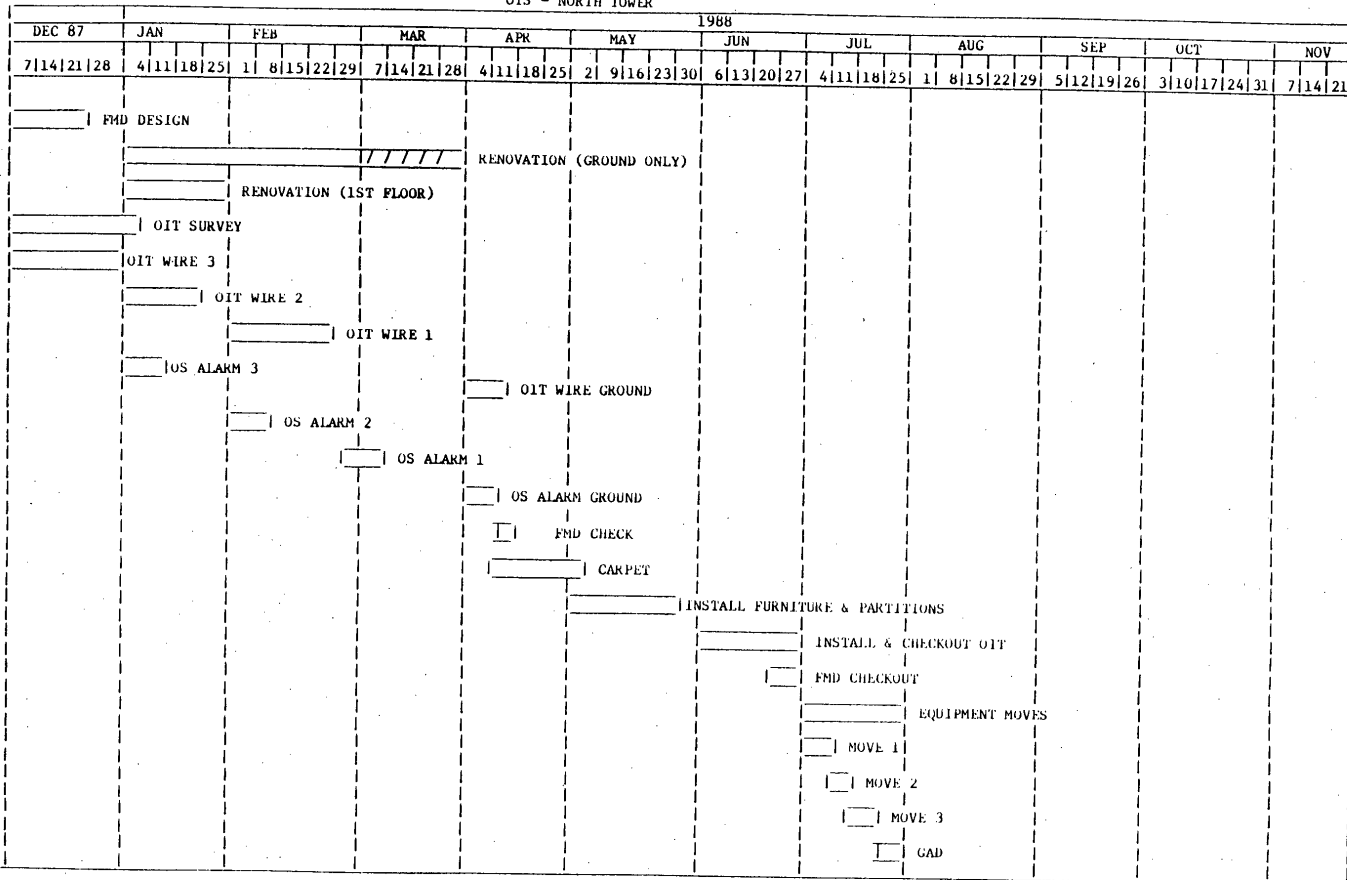 OIS - NORTH TOWER
1988
DEC 87 | JAN | FEB | MAR | APR | MAY | JUN | JUL | AUG | SEP | OCT | NOV
7|14|21|28| 4|11|18|25| 1| 8|15|22|29| 7|14|21|28| 4|11|18|25| 2| 9|16|23|30| 6|13|20|27| 4|11|18|25| 1| 8|15|22|29| 5|12|19|26| 3|10|17|24|31| 7|14|21
FMD DESIGN
RENOVATION (GROUND ONLY)
RENOVATION (1ST FLOOR)
OIT SURVEY
OIT WIRE 3
OIT WIRE 2
OIT WIRE 1
OS ALARM 3
OIT WIRE GROUND
OS ALARM 2
OS ALARM 1
OS ALARM GROUND
FMD CHECK
CARPET
INSTALL FURNITURE & PARTITIONS
INSTALL & CHECKOUT OIT
FMD CHECKOUT
EQUIPMENT MOVES
MOVE 1
MOVE 2
MOVE 3
GAD